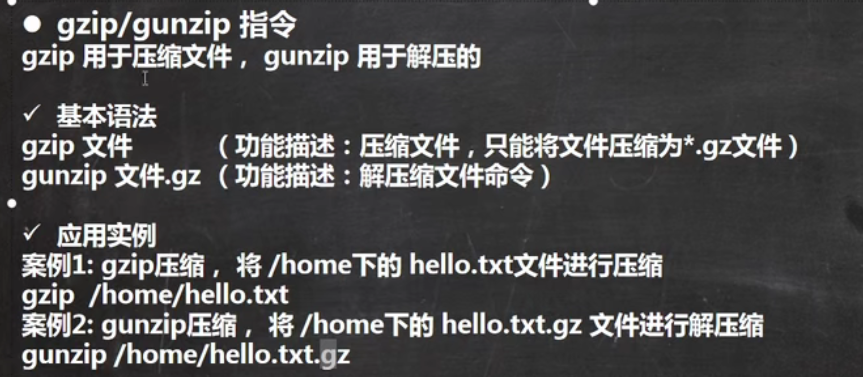 ● gzip/gunzip 指令
gzip 用于压缩文件， gunzip 用于解压的
✓ 基本语法
gzip 文件 （功能描述：压缩文件，只能将文件压缩为*.gz文件）
gunzip 文件.gz （功能描述：解压缩文件命令）
✓ 应用实例
案例1: gzip压缩， 将 /home下的 hello.txt文件进行压缩
gzip /home/hello.txt
案例2: gunzip压缩， 将 /home下的 hello.txt.gz 文件进行解压缩
gunzip /home/hello.txt.gz